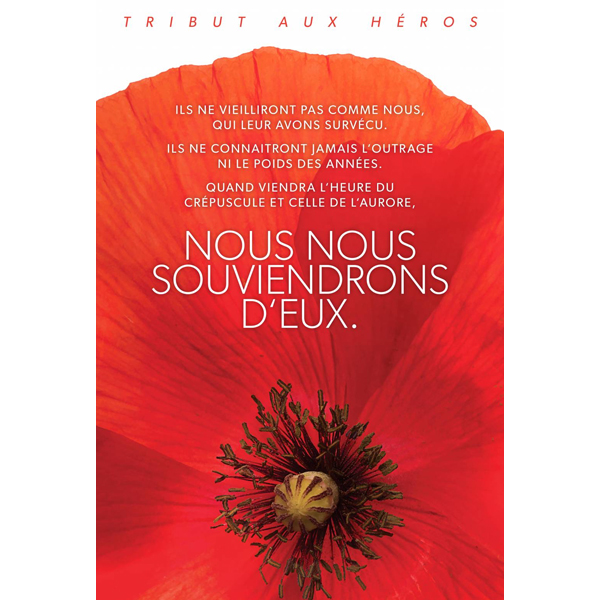 TRIBUT AUX HÉROS
ILS NE VIEILLIRONT PAS COMME NOUS,
QUI LEUR AVONS SURVÉCU.
ILS NE CONNAITRONT JAMAIS L'OUTRAGE
NI LE POIDS DES ANNÉES.
QUAND VIENDRA L'HEURE DU
CRÉPUSCULE ET CELLE DE L'AURORE,
NOUS NOUS
SOUVIENDRONS
D'EUX.